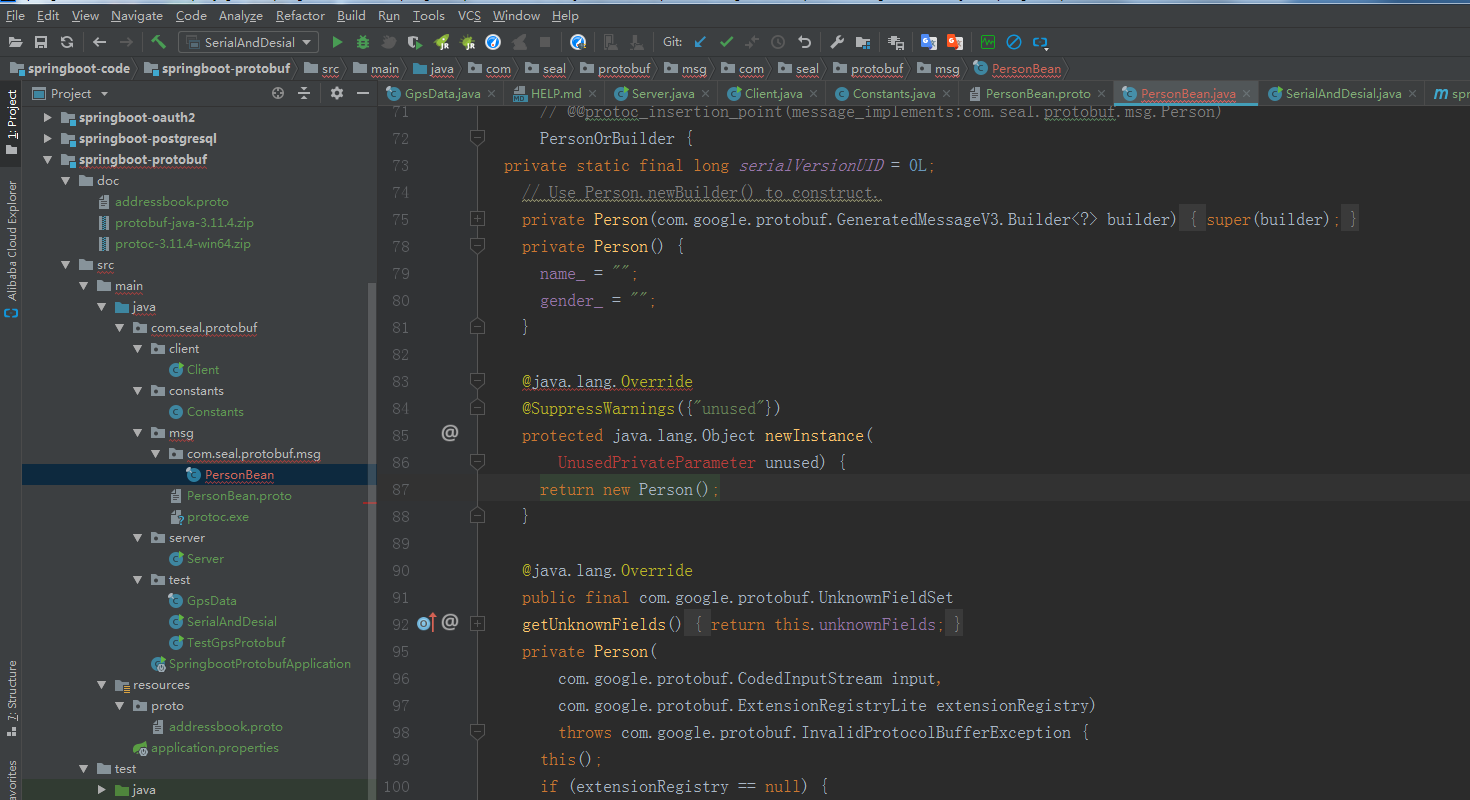 File Edit View Navigate Code Analyze Refactor Build Run Tools VCS Window Help
SerialAndDesial Git:
springboot-code springboot-protobuf src main java com seal protobuf msg com seal protobuf msg PersonBean
Project
GpsData.java HELP.md Server.java Client.java Constants.java PersonBean.proto PersonBean.java SerialAndDesial.java spr
1: Project
Alibaba Cloud Explorer
7: Structure
avorites
springboot-oauth2
springboot-postgresql
springboot-protobuf
doc
addressbook.proto
protobuf-java-3.11.4.zip
protoc-3.11.4-win64.zip
src
main
java
com.seal.protobuf
client
Client
constants
Constants
msg
com.seal.protobuf.msg
PersonBean
PersonBean.proto
protoc.exe
server
Server
test
GpsData
SerialAndDesial
TestGpsProtobuf
SpringbootProtobufApplication
resources
proto
addressbook.proto
application.properties
test
java
71 // @@protoc_insertion_point(message_implements:com.seal.protobuf.msg.Person)
72 PersonOrBuilder {
73 private static final long serialVersionUID = 0L;
74 // Use Person.newBuilder() to construct.
75 private Person(com.google.protobuf.GeneratedMessageV3.Builder<?> builder) { super(builder); }
78 private Person() {
79 name_ = "";
80 gender_ = "";
81 }
82
83 @java.lang.Override
84 @SuppressWarnings({"unused"})
85 @ protected java.lang.Object newInstance(
86 UnusedPrivateParameter unused) {
87 return new Person();
88 }
89
90 @java.lang.Override
91 public final com.google.protobuf.UnknownFieldSet
92 @ getUnknownFields() { return this.unknownFields; }
95 private Person(
96 com.google.protobuf.CodedInputStream input,
97 com.google.protobuf.ExtensionRegistryLite extensionRegistry)
98 throws com.google.protobuf.InvalidProtocolBufferException {
99 this();
100 if (extensionRegistry == null) {